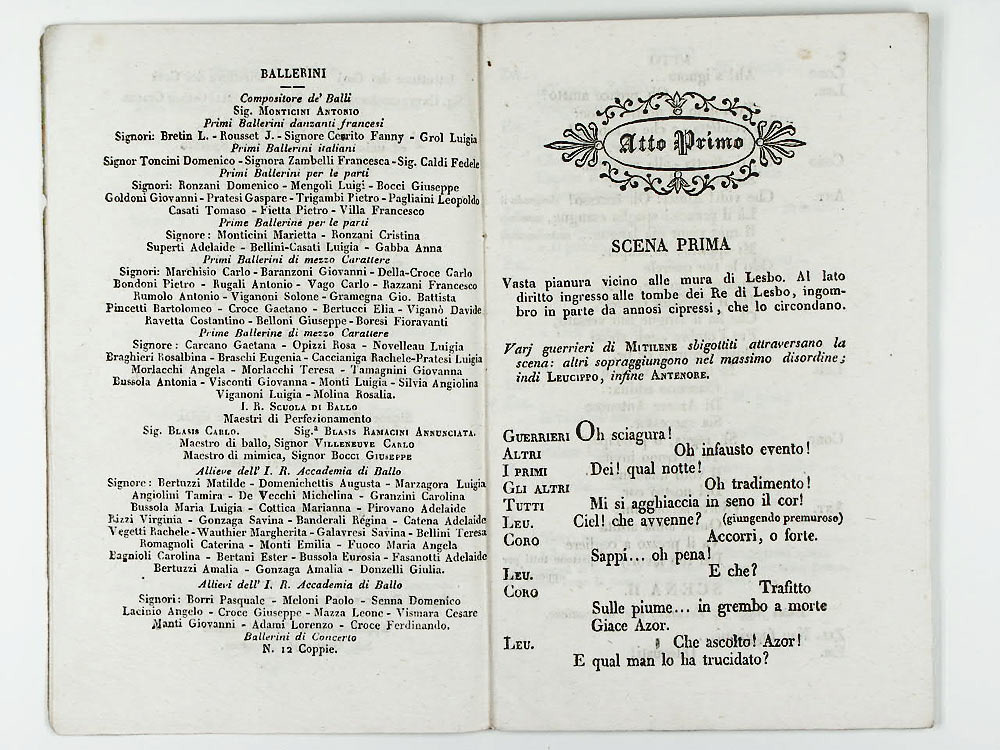 BALLERINI
Compositore de' Balli
Sig. MONTICINI ANTONIO
Primi Ballerini danzanti francesi
Signori: Bretin L. - Rousset J. - Signore Cerrito Fanny - Grol Luigia
Primi Ballerini italiani
Signor Toncini Domenico - Signora Zambelli Francesca - Sig. Caldi Fedele
Primi Ballerini per le parti
Signori: Ronzani Domenico - Mengoli Luigi - Bocci Giuseppe
Goldoni Giovanni - Pratesi Gaspare - Trigambi Pietro - Pagliaini Leopoldo
Casati Tomaso - Fietta Pietro - Villa Francesco
Prime Ballerine per le parti
Signore: Monticini Marietta - Ronzani Cristina
Superti Adelaide - Bellini-Casati Luigia - Gabba Anna
Primi Ballerini di mezzo Carattere
Signori: Marchisio Carlo - Baranzoni Giovanni - Della-Croce Carlo
Bondoni Pietro - Rugali Antonio - Vago Carlo - Razzani Francesco
Rumolo Antonio - Viganoni Solone - Gramegna Gio. Battista
Pincetti Bartolomeo - Croce Gaetano - Bertucci Elia - Viganò Davide
Ravetta Costantino - Belloni Giuseppe - Boresi Fioravanti
Prime Ballerine di mezzo Carattere
Signore: Carcano Gaetana - Opizzi Rosa - Novelleau Luigia
Braghieri Rosalbina - Braschi Eugenia - Caccianiga Rachele - Pratesi Luigia
Morlacchi Angela - Morlacchi Teresa - Tamagnini Giovanna
Bussola Antonia - Visconti Giovanna - Monti Luigia - Silvia Angiolina
Viganoni Luigia - Molina Rosalia.
I. R. SCUOLA DI BALLO
Maestri di Perfezionamento
Sig. BLASIS CARLO. Sig.ª BLASIS RAMACINI ANNUNCIATA.
Maestro di ballo, Signor VILLENEUVE CARLO
Maestro di mimica, Signor BOCCI GIUSEPPE
Allieve dell' I. R. Accademia di Ballo
Signore: Bertuzzi Matilde - Domenichettis Augusta - Marzagora Luigia
Angiolini Tamira - De Vecchi Michelina - Granzini Carolina
Bussola Maria Luigia - Cottica Marianna - Pirovano Adelaide
Rizzi Virginia - Gonzaga Savina - Banderali Régina - Catena Adelaide
Vegetti Rachele - Wauthier Margherita - Galavresi Savina - Bellini Teresa
Romagnoli Caterina - Monti Emilia - Fuoco Maria Angela
Bagnioli Carolina - Bertani Ester - Bussola Eurosia - Fasanotti Adelaide
Bertuzzi Amalia - Gonzaga Amalia - Donzelli Giulia.
Allievi dell' I. R. Accademia di Ballo
Signori: Borri Pasquale - Meloni Paolo - Senna Domenico
Lacinio Angelo - Croce Giuseppe - Mazza Leone - Vismara Cesare
Manti Giovanni - Adami Lorenzo - Croce Ferdinando.
Ballerini di Concerto
N. 12 Coppie.
Atto Primo
SCENA PRIMA
Vasta pianura vicino alle mura di Lesbo. Al lato
diritto ingresso alle tombe dei Re di Lesbo, ingom-
bro in parte da annosi cipressi, che lo circondano.
Varj guerrieri di MITILENE sbigottiti attraversano la
scena: altri sopraggiungono nel massimo disordine;
indi LEUCIPPO, infine ANTENORE.
GUERRIERI Oh sciagura!
ALTRI Oh infausto evento!
I PRIMI Dei! qual notte!
GLI ALTRI Oh tradimento!
TUTTI Mi si agghiaccia in seno il cor!
LEU. Ciel! che avvenne? (giungendo premuroso)
CORO Accorri, o forte.
Sappi... oh pena!
LEU. E che?
CORO Trafitto
Sulle piume... in grembo a morte
Giace Azor.
LEU. Che ascolto! Azor!
E qual man lo ha trucidato?